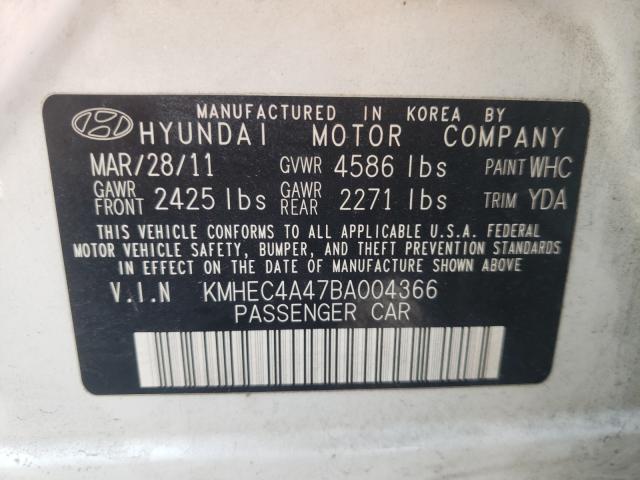 MANUFACTURED IN KOREA BY
HYUNDAI MOTOR COMPANY
MAR/28/11 GVWR 4586 lbs PAINT WHC
GAWR FRONT 2425 lbs GAWR REAR 2271 lbs TRIM YDA
THIS VEHICLE CONFORMS TO ALL APPLICABLE U.S.A. FEDERAL
MOTOR VEHICLE SAFETY, BUMPER, AND THEFT PREVENTION STANDARDS
IN EFFECT ON THE DATE OF MANUFACTURE SHOWN ABOVE
V.I.N KMHEC4A47BA004366
PASSENGER CAR